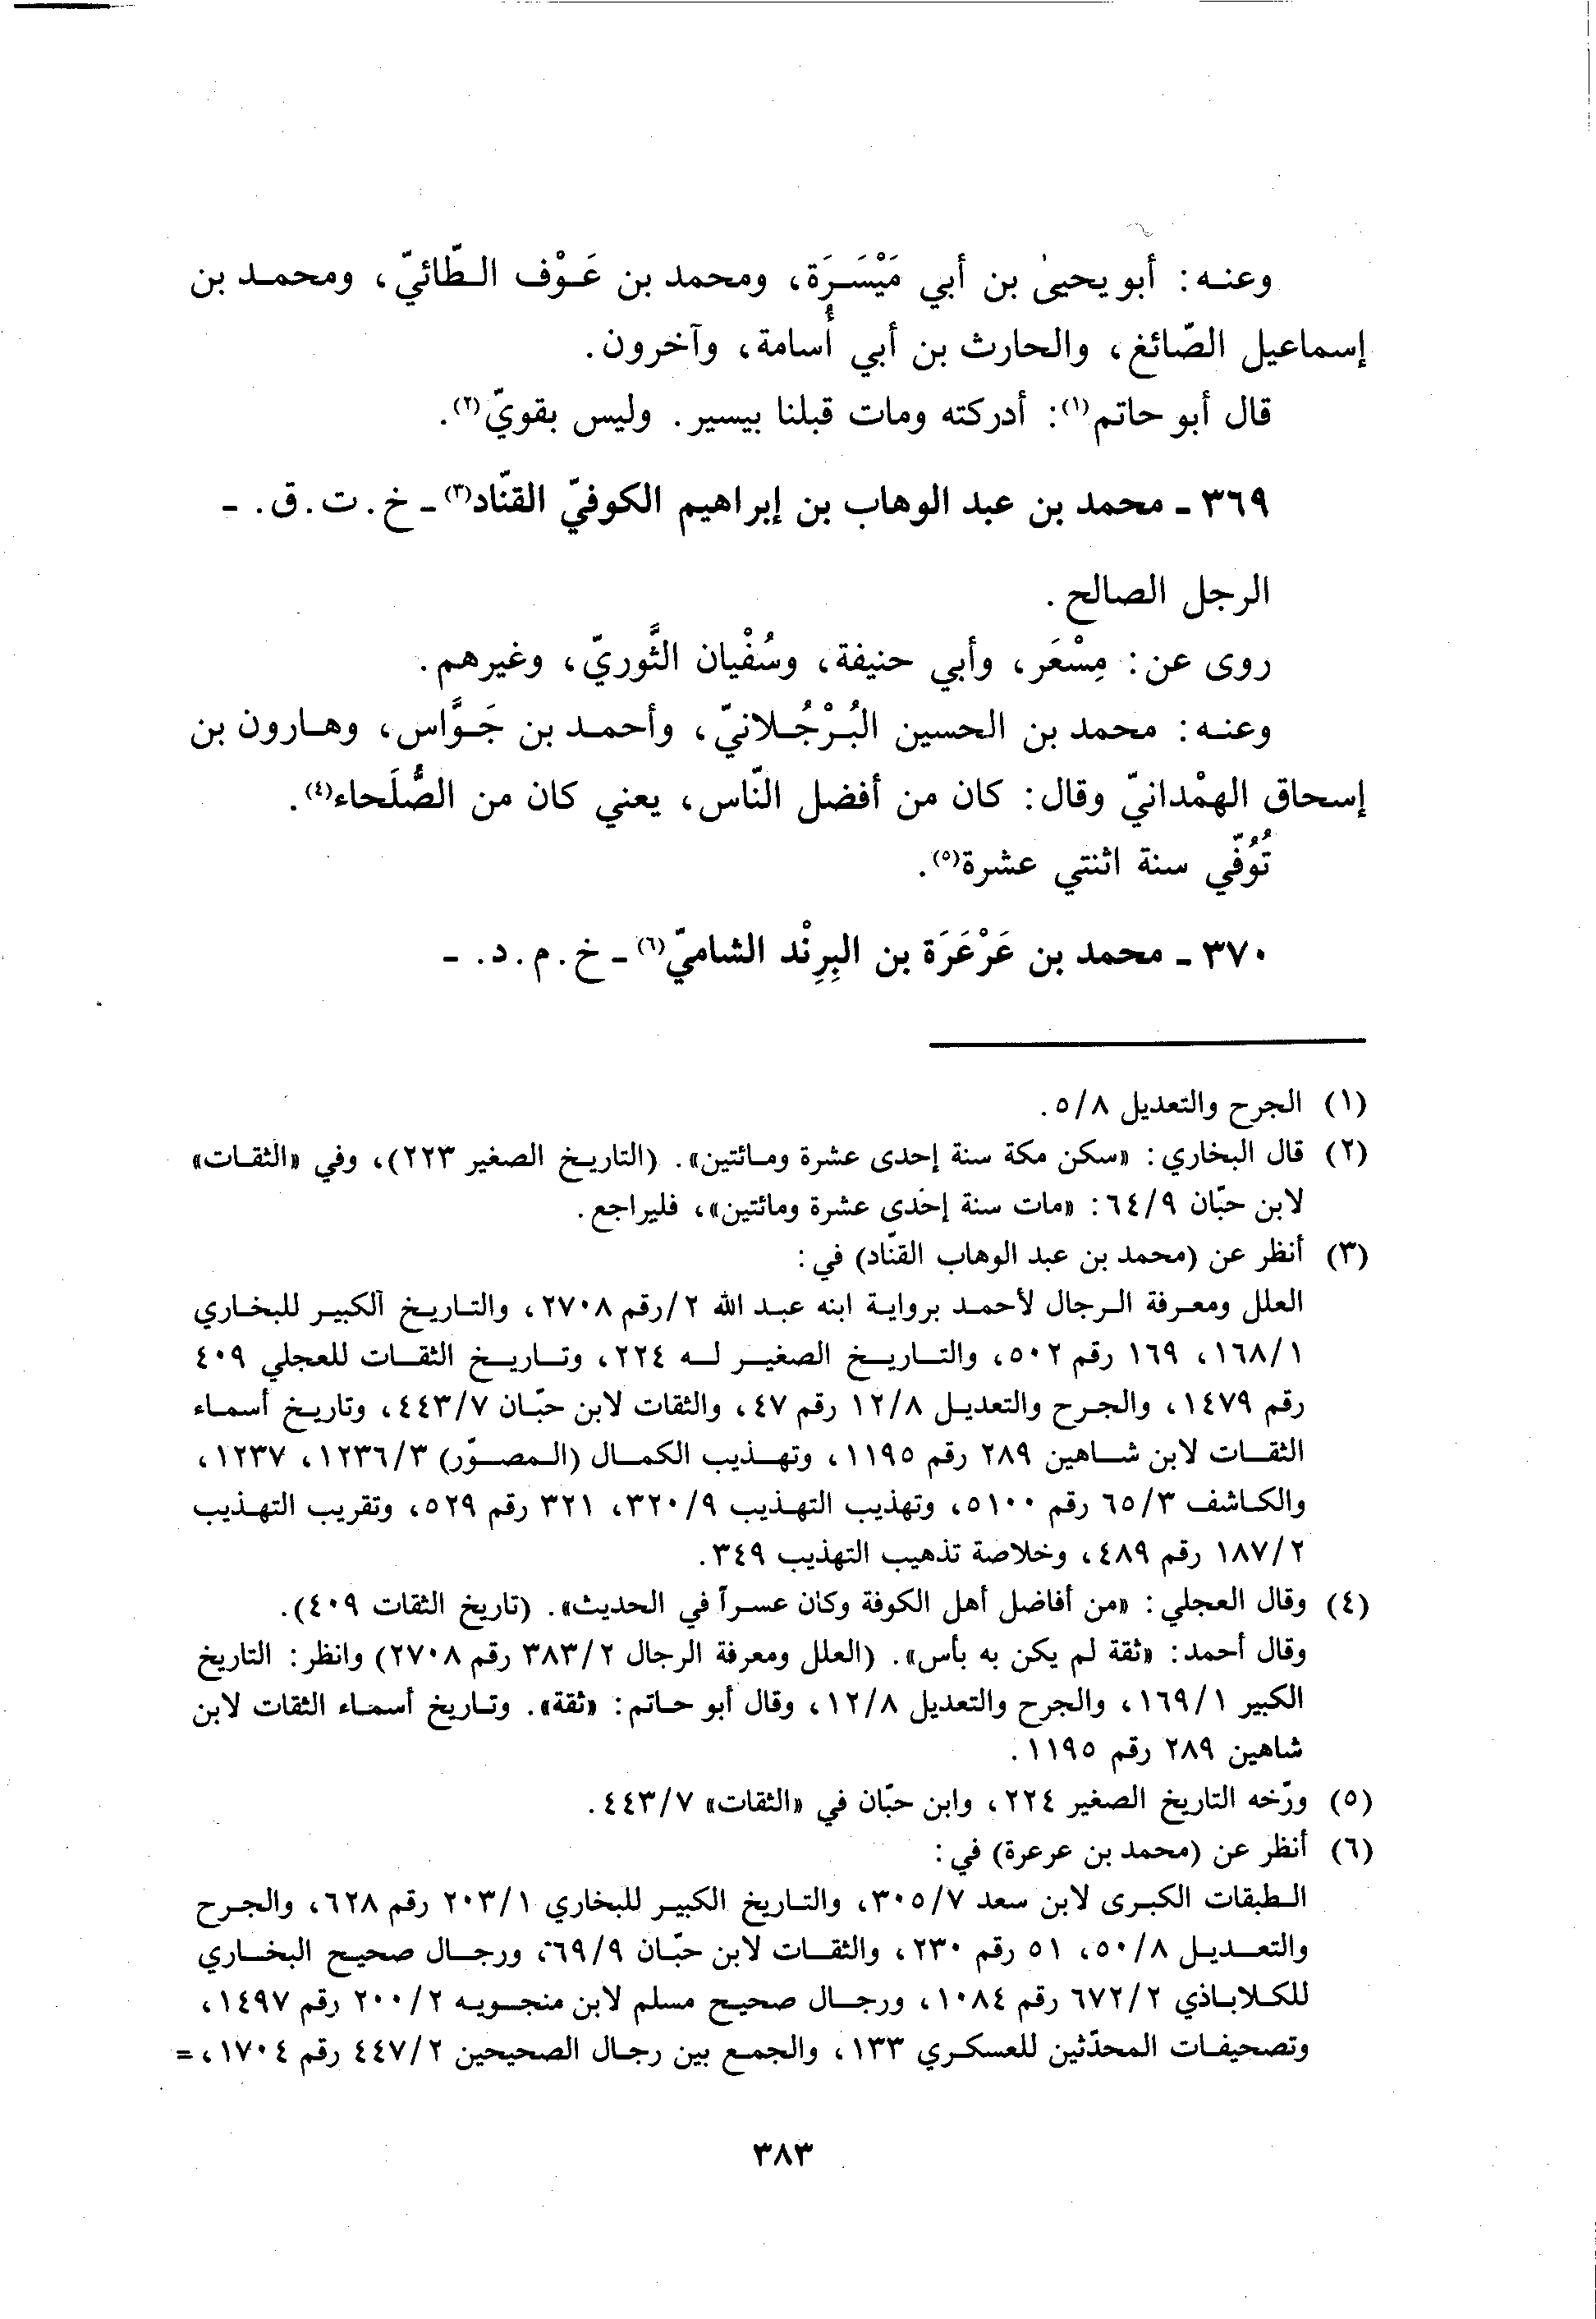 وعنه: أبو يحيىٰ بن أبي مَيْسَرَة، ومحمد بن عَوْف الطّائيّ، ومحمد بن
إسماعيل الصّائغ، والحارث بن أبي أُسامة، وآخرون.
قال أبو حاتم(١): أدركته ومات قبلنا بيسير. وليس بقويّ(٢).
٣٦٩ - محمد بن عبد الوهاب بن إبراهيم الكوفيّ القنّاد(٣) - خ. ت. ق. -
الرجل الصالح.
روى عن: مِسْعَر، وأبي حنيفة، وسُفْيان الثَّوريّ، وغيرهم.
وعنه: محمد بن الحسين البُرْجُلانيّ، وأحمد بن جَوَّاس، وهارون بن
إسحاق الهمْدانيّ وقال: كان من أفضل النّاس، يعني كان من الصُّلَحاء(٤).
تُوُفّي سنة اثنتي عشرة(٥).
٣٧٠ - محمد بن عَرْعَرَة بن البِرِنْد الشاميّ(٦) - خ. م. د. -
(١) الجرح والتعديل ٥/٨.
(٢) قال البخاري: «سكن مكة سنة إحدى عشرة ومائتين». (التاريخ الصغير ٢٢٣)، وفي «الثقات»
لابن حبّان ٦٤/٩: «مات سنة إحدى عشرة ومائتين»، فليراجع.
(٣) أنظر عن (محمد بن عبد الوهاب القنّاد) في:
العلل ومعرفة الرجال لأحمد برواية ابنه عبد الله ٢/رقم ٢٧٠٨، والتاريخ الكبير للبخاري
١٦٨/١، ١٦٩ رقم ٥٠٢، والتاريخ الصغير له ٢٢٤، وتاريخ الثقات للعجلي ٤٠٩
رقم ١٤٧٩، والجرح والتعديل ١٢/٨ رقم ٤٧، والثقات لابن حبّان ٤٤٣/٧، وتاريخ أسماء
الثقات لابن شاهين ٢٨٩ رقم ١١٩٥، وتهذيب الكمال (المصوّر) ١٢٣٦/٣، ١٢٣٧،
والكاشف ٦٥/٣ رقم ٥١٠٠، وتهذيب التهذيب ٣٢٠/٩، ٣٢١ رقم ٥٢٩، وتقريب التهذيب
١٨٧/٢ رقم ٤٨٩، وخلاصة تذهيب التهذيب ٣٤٩.
(٤) وقال العجلي: «من أفاضل أهل الكوفة وكان عسراً في الحديث». (تاريخ الثقات ٤٠٩).
وقال أحمد: «ثقة لم يكن به بأس». (العلل ومعرفة الرجال ٣٨٣/٢ رقم ٢٧٠٨) وانظر: التاريخ
الكبير ١٦٩/١، والجرح والتعديل ١٢/٨، وقال أبو حاتم: «ثقة». وتاريخ أسماء الثقات لابن
شاهين ٢٨٩ رقم ١١٩٥.
(٥) ورّخه التاريخ الصغير ٢٢٤، وابن حبّان في «الثقات» ٤٤٣/٧.
(٦) أنظر عن (محمد بن عرعرة) في:
الطبقات الكبرى لابن سعد ٣٠٥/٧، والتاريخ الكبير للبخاري ٢٠٣/١ رقم ٦٢٨، والجرح
والتعديل ٥٠/٨، ٥١ رقم ٢٣٠، والثقات لابن حبّان ٦٩/٩، ورجال صحيح البخاري
للكلاباذي ٦٧٢/٢ رقم ١٠٨٤، ورجال صحيح مسلم لابن منجويه ٢٠٠/٢ رقم ١٤٩٧،
وتصحيفات المحدّثين للعسكري ١٣٣، والجمع بين رجال الصحيحين ٤٤٧/٢ رقم ١٧٠٤، =
٣٨٣